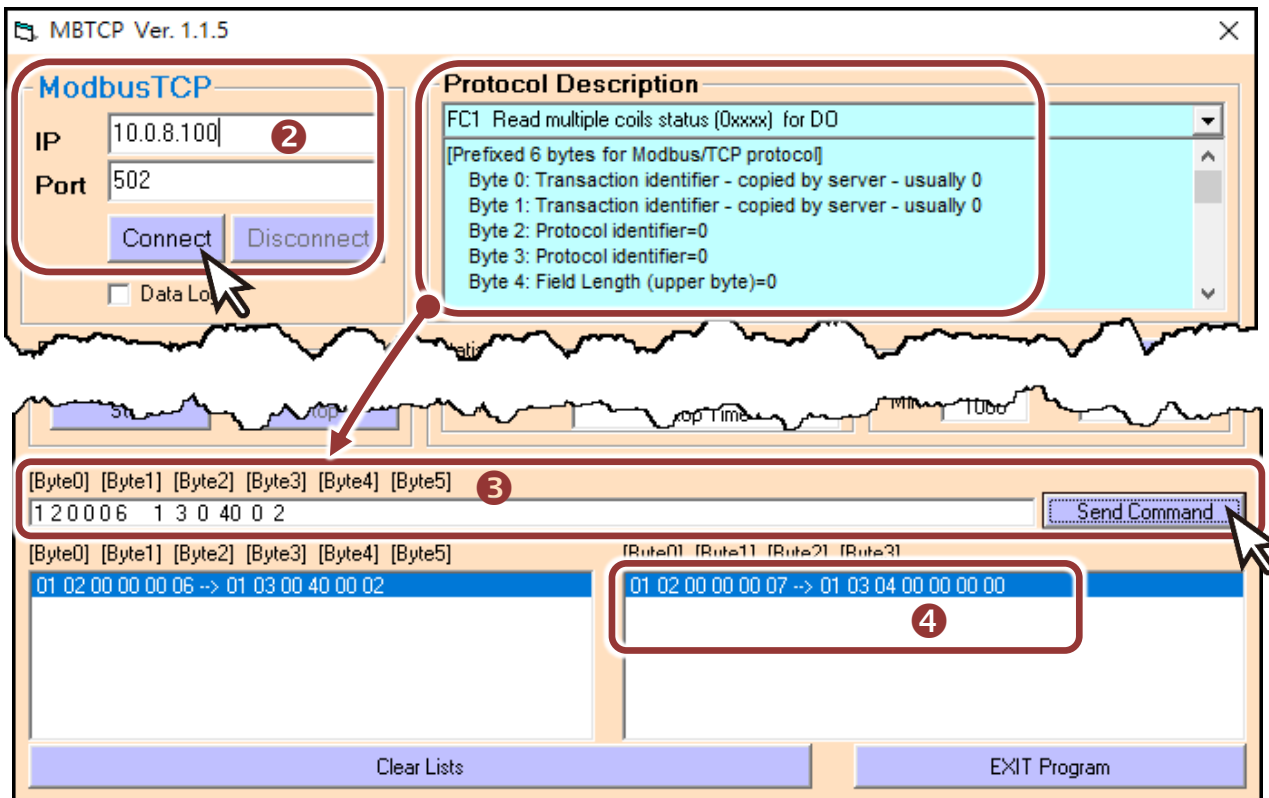 MBTCP Ver. 1.1.5
ModbusTCP
IP 10.0.8.100
2
Port 502
Connect Disconnect
Data Lo
Protocol Description
FC1 Read multiple coils status (0xxxx) for DO
[Prefixed 6 bytes for Modbus/TCP protocol]
Byte 0: Transaction identifier - copied by server - usually 0
Byte 1: Transaction identifier - copied by server - usually 0
Byte 2: Protocol identifier=0
Byte 3: Protocol identifier=0
Byte 4: Field Length (upper byte)=0
[Byte0] [Byte1] [Byte2] [Byte3] [Byte4] [Byte5]
3
1 2 0 0 0 6 1 3 0 40 0 2
Send Command
[Byte0] [Byte1] [Byte2] [Byte3] [Byte4] [Byte5]
01 02 00 00 00 06 --> 01 03 00 40 00 02
[Byte0] [Byte1] [Byte2] [Byte3]
01 02 00 00 00 07 --> 01 03 04 00 00 00 00
4
Clear Lists
EXIT Program